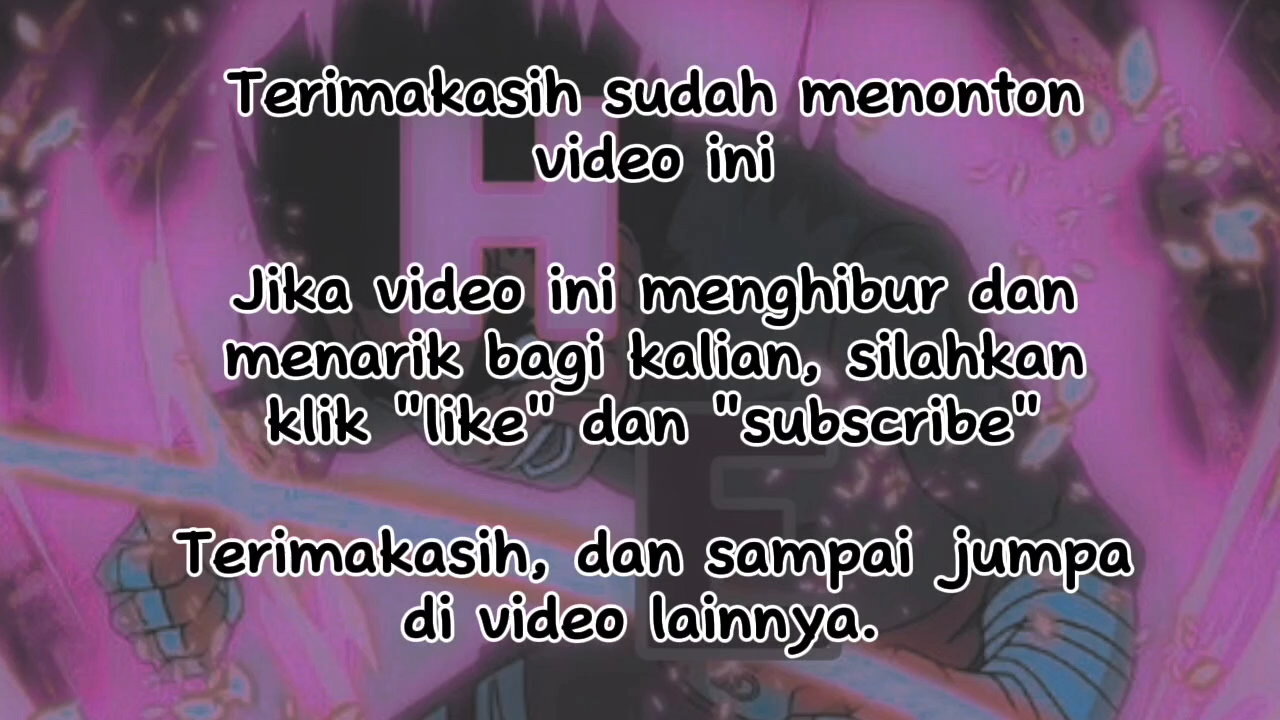 Terimakasih sudah menonton
video ini
H
Jika video ini menghibur dan
menarik bagi kalian, silahkan
klik "like" dan "subscribe"
F
Terimakasih, dan sampai jumpa
di video lainnya.